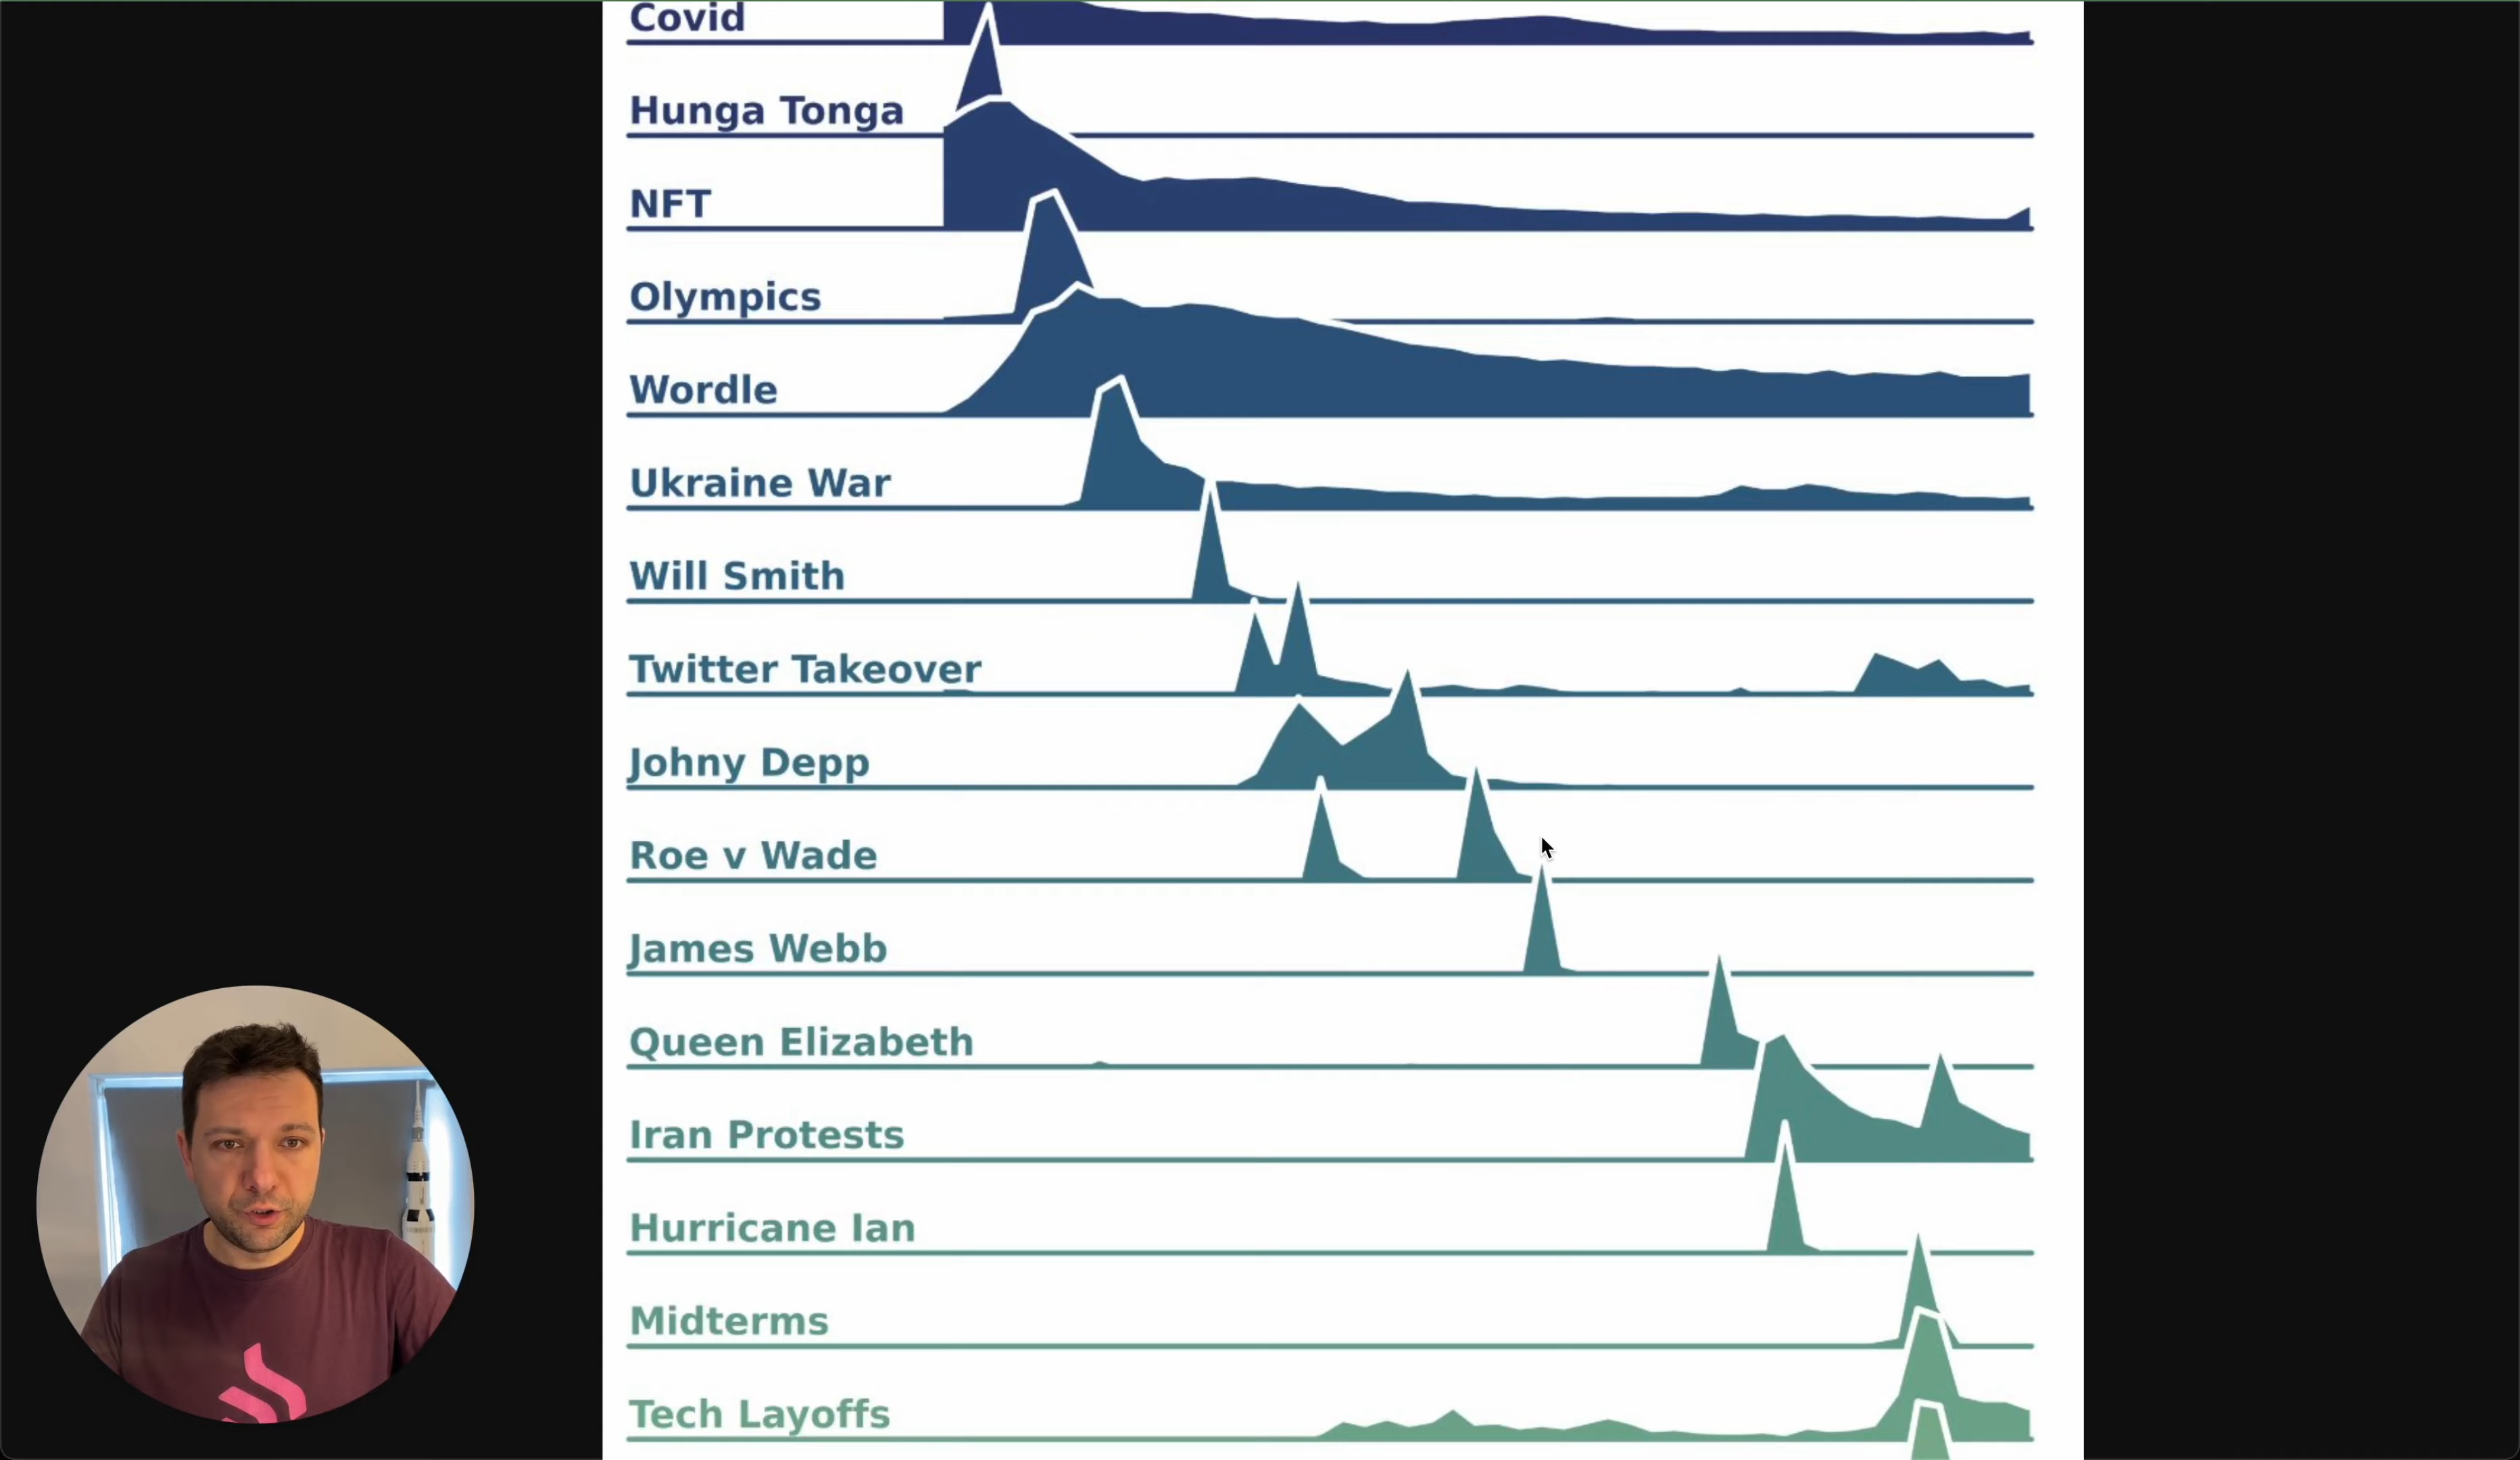 Covid
Hunga Tonga
NFT
Olympics
Wordle
Ukraine War
Will Smith
Twitter Takeover
Johny Depp
Roe v Wade
James Webb
Queen Elizabeth
Iran Protests
Hurricane Ian
Midterms
Tech Layoffs